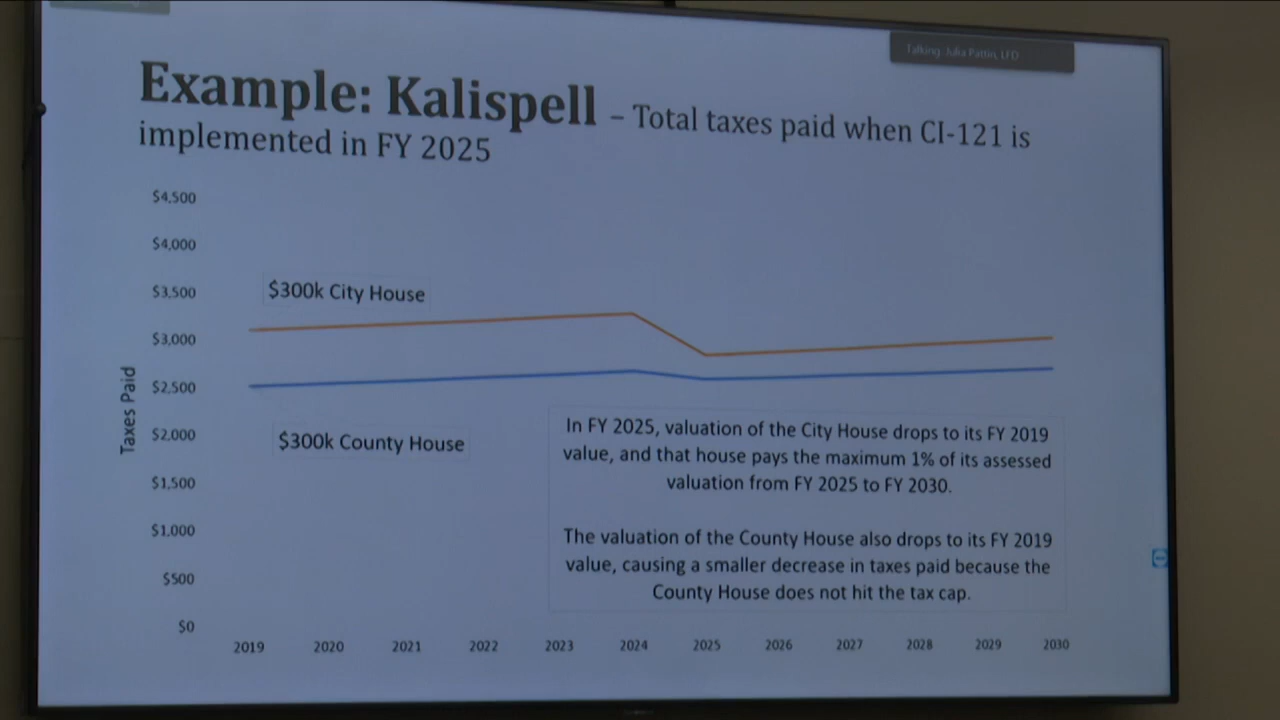 Talking: Julia Pattin, LFD
Example: Kalispell – Total taxes paid when CI-121 is
implemented in FY 2025
$4,500
$4,000
$3,500
$3,000
$2,500
$2,000
$1,500
$1,000
$500
$0
Taxes Paid
$300k City House
$300k County House
In FY 2025, valuation of the City House drops to its FY 2019
value, and that house pays the maximum 1% of its assessed
valuation from FY 2025 to FY 2030.
The valuation of the County House also drops to its FY 2019
value, causing a smaller decrease in taxes paid because the
County House does not hit the tax cap.
2019 2020 2021 2022 2023 2024 2025 2026 2027 2028 2029 2030